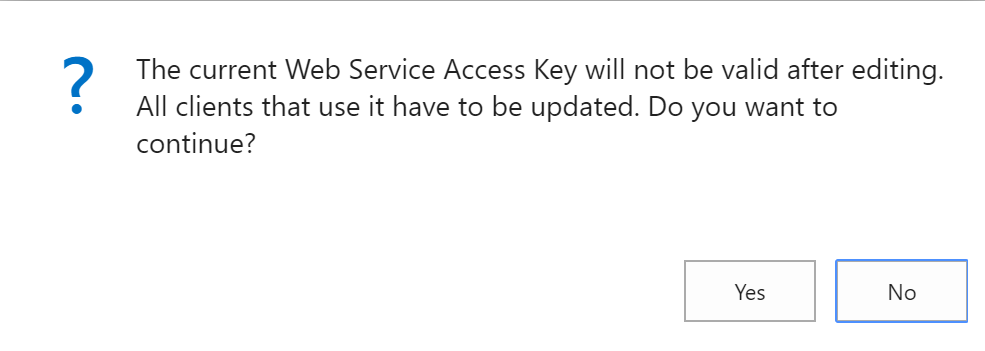 The current Web Service Access Key will not be valid after editing.
All clients that use it have to be updated. Do you want to
continue?
Yes
No